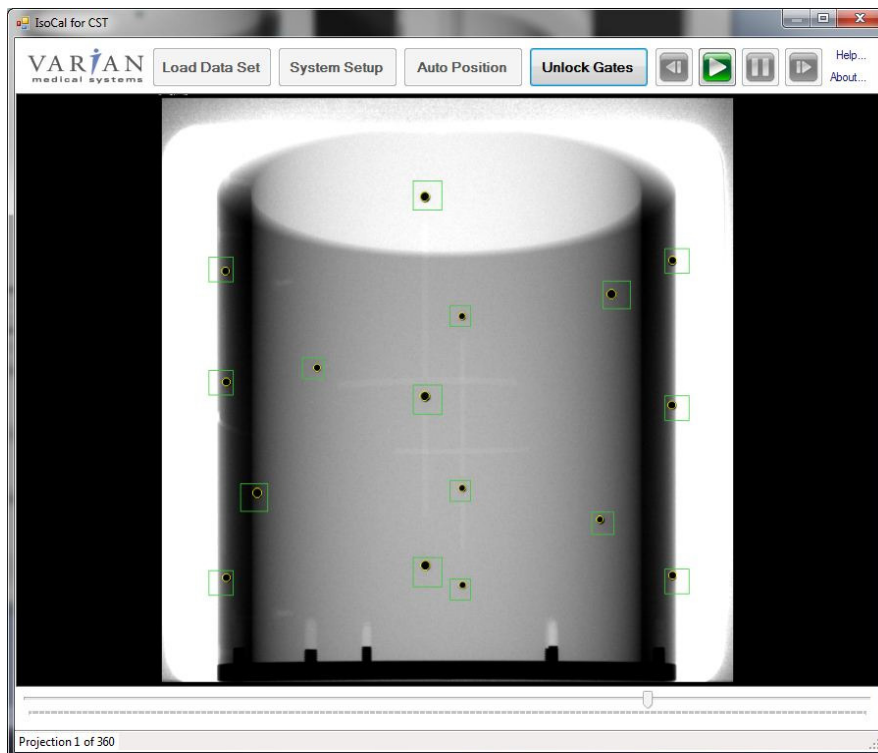 IsoCal for CST
VARIAN
medical systems
Load Data Set
System Setup
Auto Position
Unlock Gates
Help...
About...
Projection 1 of 360